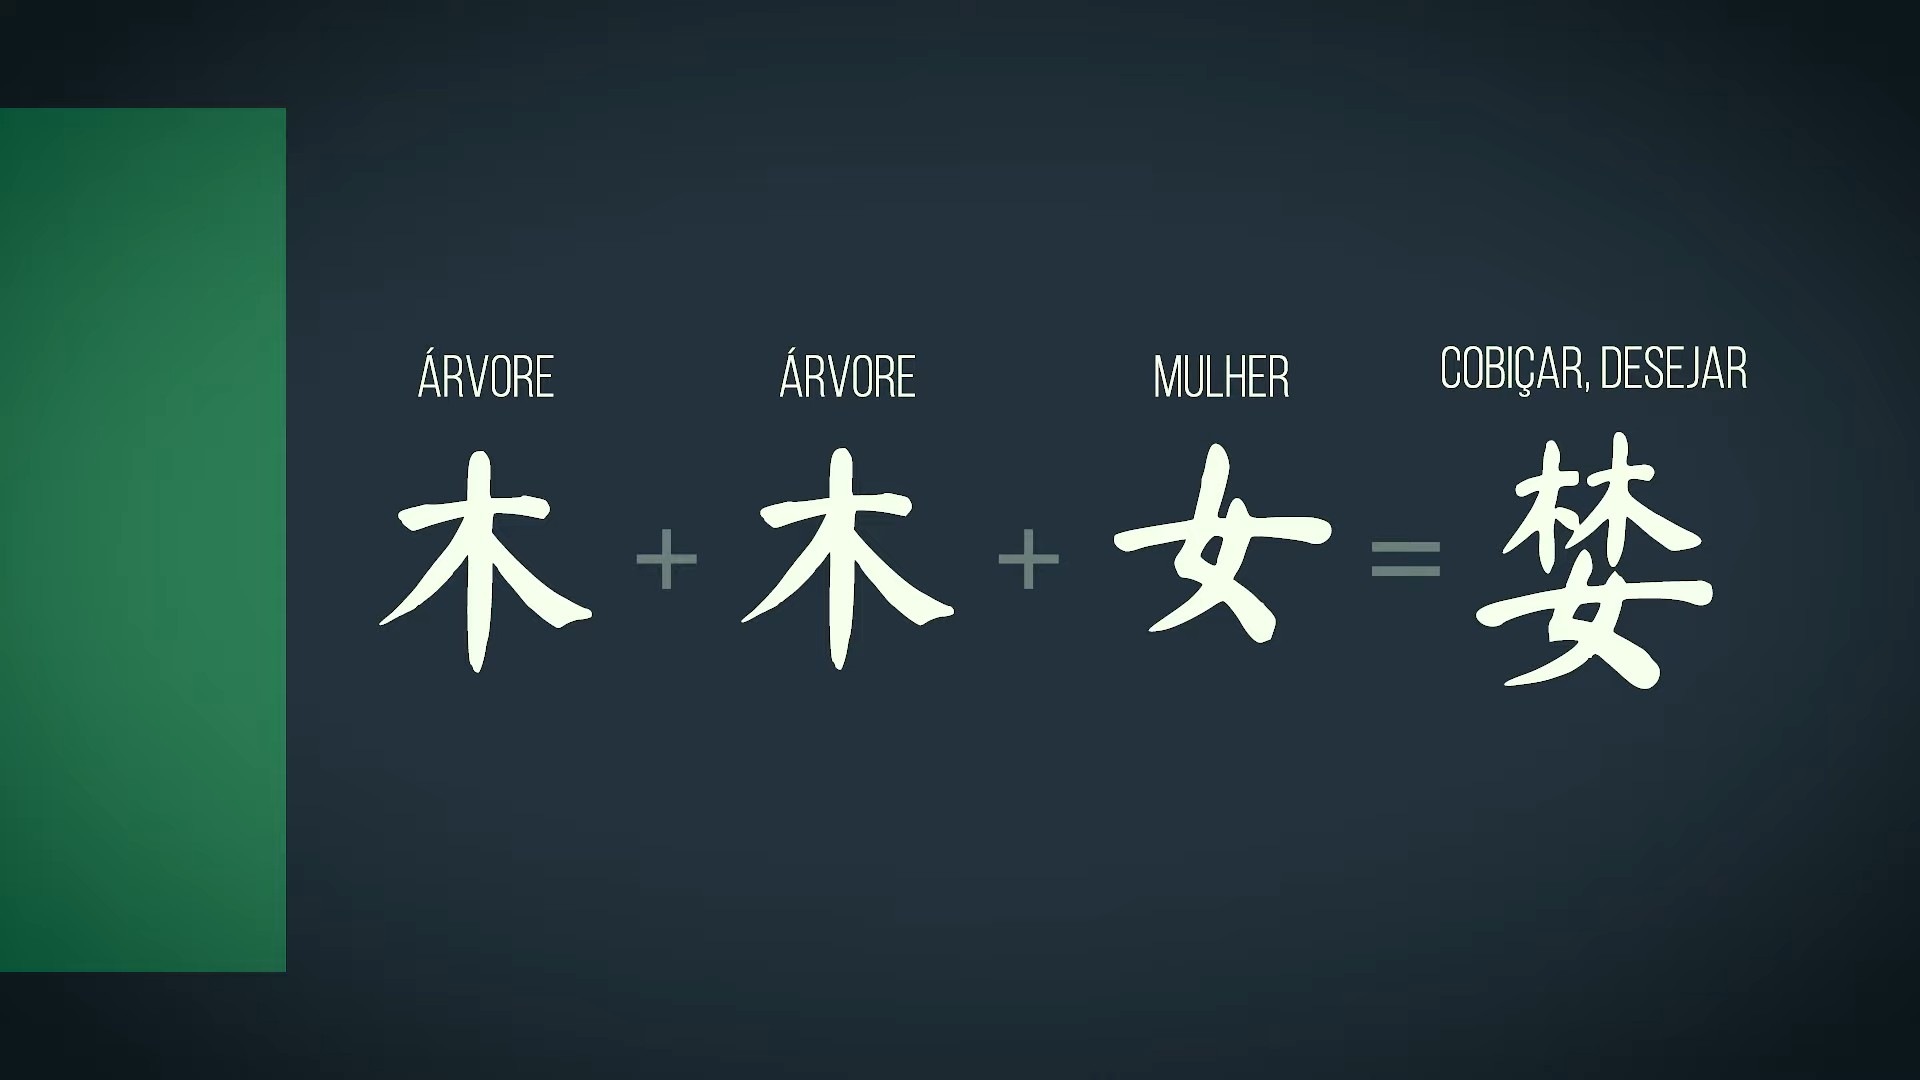 ÁRVORE ÁRVORE MULHER COBIÇAR, DESEJAR
木 + 木 + 女 = 婪